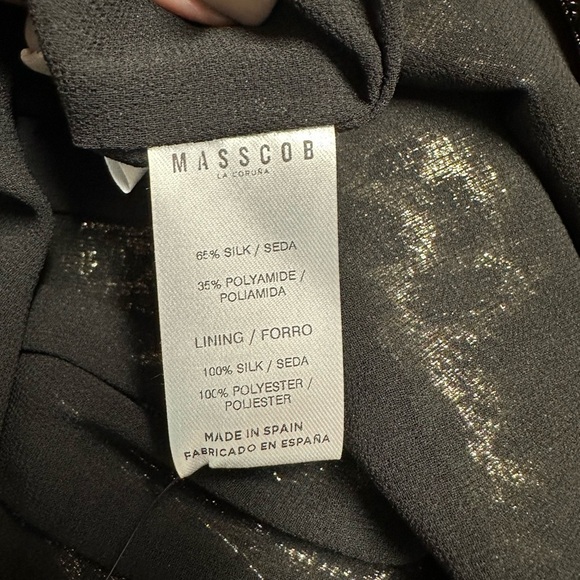 MASSCOB
LA CORUÑA
65% SILK / SEDA
35% POLYAMIDE /
POLIAMIDA
LINING / FORRO
100% SILK / SEDA
100% POLYESTER /
POLIESTER
MADE IN SPAIN
FABRICADO EN ESPAÑA